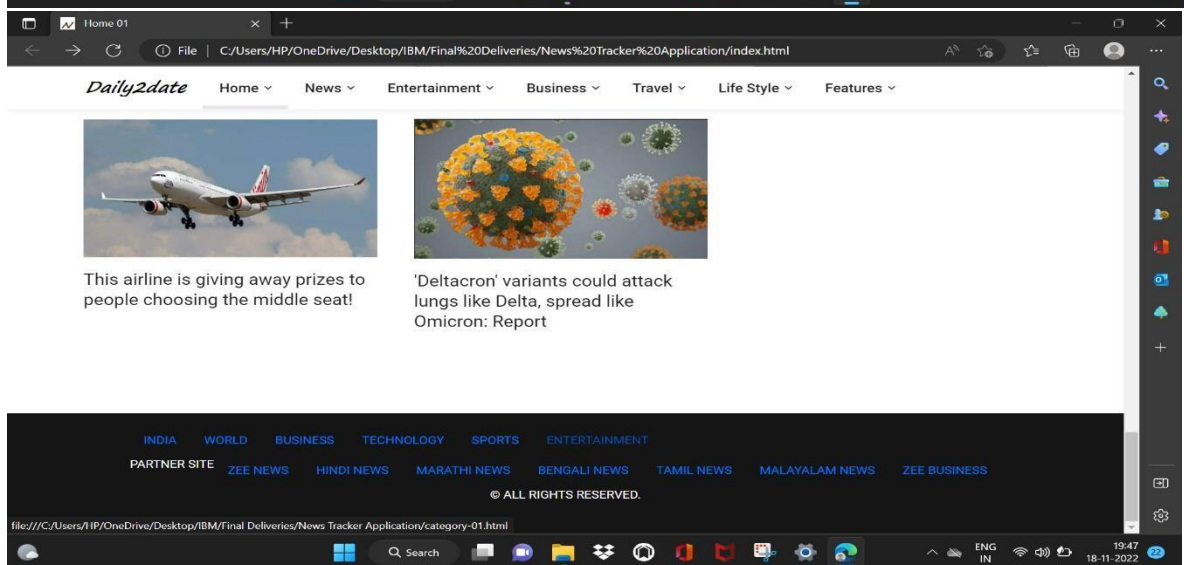 Home 01
File | C:/Users/HP/OneDrive/Desktop/IBM/Final%20Deliveries/News%20Tracker%20Application/index.html
Daily2date Home News Entertainment Business Travel Life Style Features
This airline is giving away prizes to
people choosing the middle seat!
'Deltacron' variants could attack
lungs like Delta, spread like
Omicron: Report
INDIA WORLD BUSINESS TECHNOLOGY SPORTS ENTERTAINMENT
PARTNER SITE ZEE NEWS HINDI NEWS MARATHI NEWS BENGALI NEWS TAMIL NEWS MALAYALAM NEWS ZEE BUSINESS
© ALL RIGHTS RESERVED.
file:///C:/Users/HP/OneDrive/Desktop/IBM/Final Deliveries/News Tracker Application/category-01.html
Search
ENG
IN
19:47
18-11-2022
22